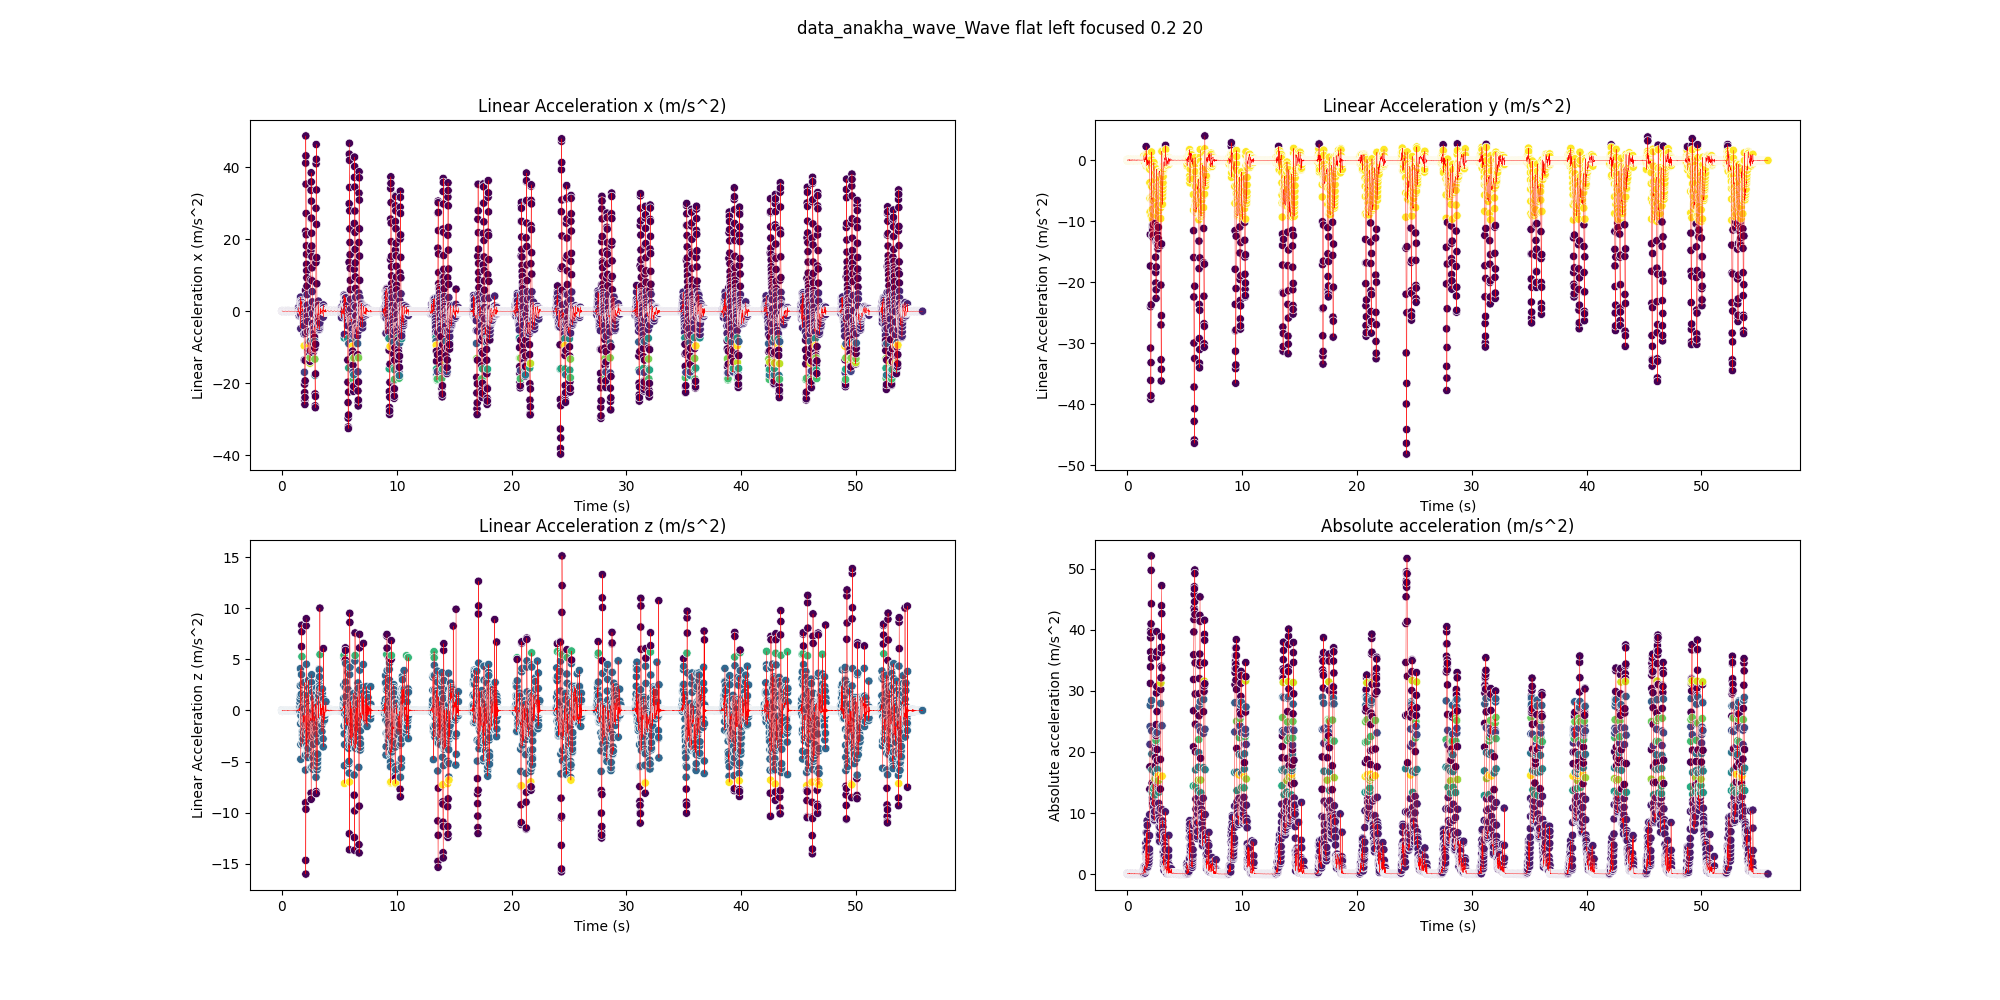 data_anakha_wave_Wave flat left focused 0.2 20
Linear Acceleration x (m/s^2)
Linear Acceleration x (m/s^2)
40
20
0
−20
−40
0 10 20 30 40 50
Time (s)
Linear Acceleration y (m/s^2)
Linear Acceleration y (m/s^2)
0
−10
−20
−30
−40
−50
0 10 20 30 40 50
Time (s)
Linear Acceleration z (m/s^2)
Linear Acceleration z (m/s^2)
15
10
5
0
−5
−10
−15
0 10 20 30 40 50
Time (s)
Absolute acceleration (m/s^2)
Absolute acceleration (m/s^2)
50
40
30
20
10
0
0 10 20 30 40 50
Time (s)